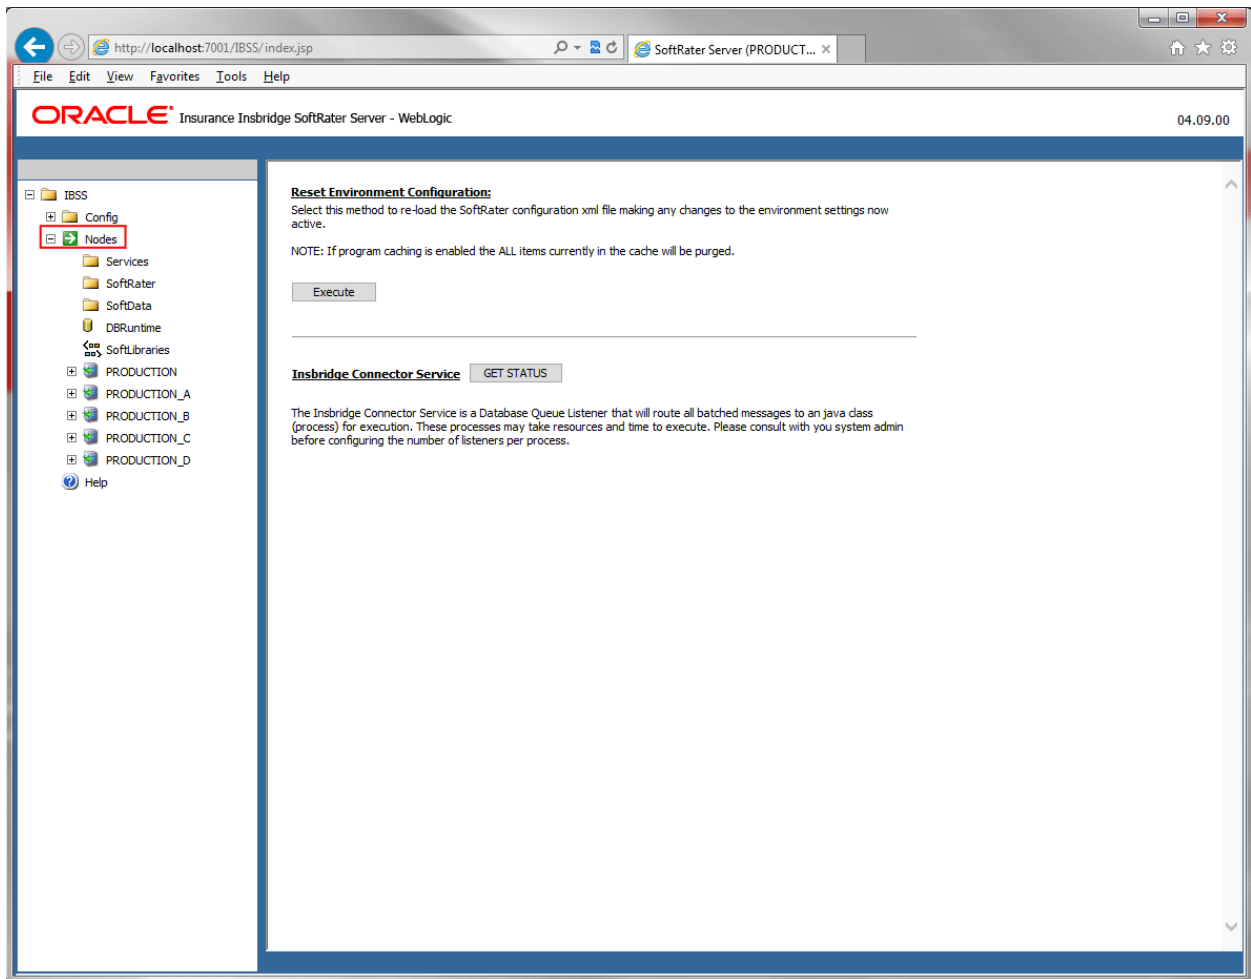 http://localhost:7001/IBSS/index.jsp
SoftRater Server (PRODUCT...
File Edit View Favorites Tools Help
ORACLE Insurance Insbridge SoftRater Server - WebLogic
04.09.00
IBSS
Config
Nodes
Services
SoftRater
SoftData
DBRuntime
SoftLibraries
PRODUCTION
PRODUCTION_A
PRODUCTION_B
PRODUCTION_C
PRODUCTION_D
Help
Reset Environment Configuration:
Select this method to re-load the SoftRater configuration xml file making any changes to the environment settings now
active.
NOTE: If program caching is enabled the ALL items currently in the cache will be purged.
Execute
Insbridge Connector Service GET STATUS
The Insbridge Connector Service is a Database Queue Listener that will route all batched messages to an java class
(process) for execution. These processes may take resources and time to execute. Please consult with you system admin
before configuring the number of listeners per process.